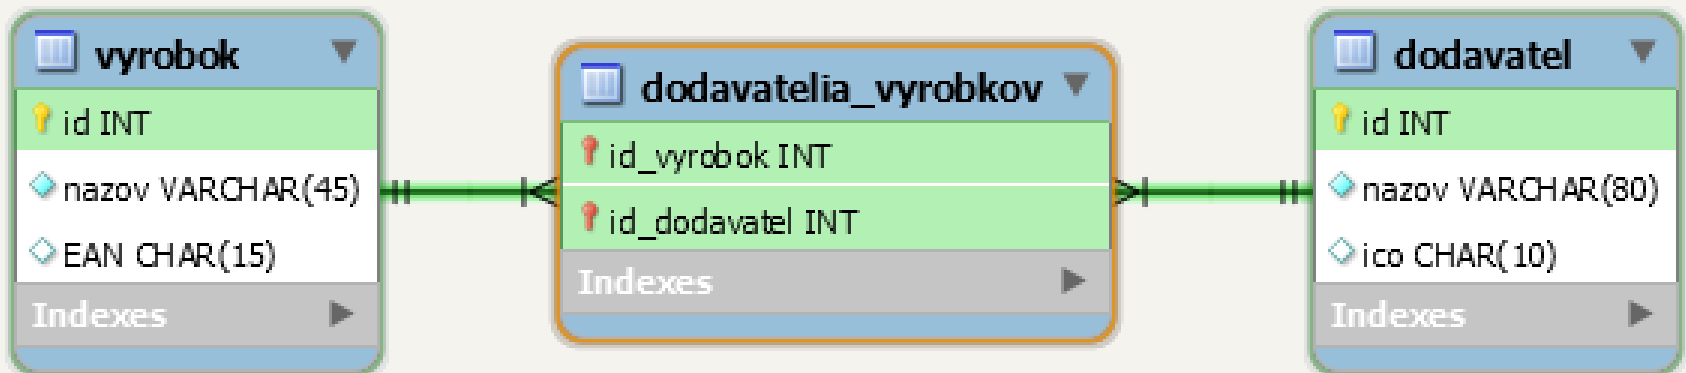 vyrobok
id INT
nazov VARCHAR(45)
EAN CHAR(15)
Indexes
dodavatelia_vyrobkov
id_vyrobok INT
id_dodavatel INT
Indexes
dodavatel
id INT
nazov VARCHAR(80)
ico CHAR(10)
Indexes